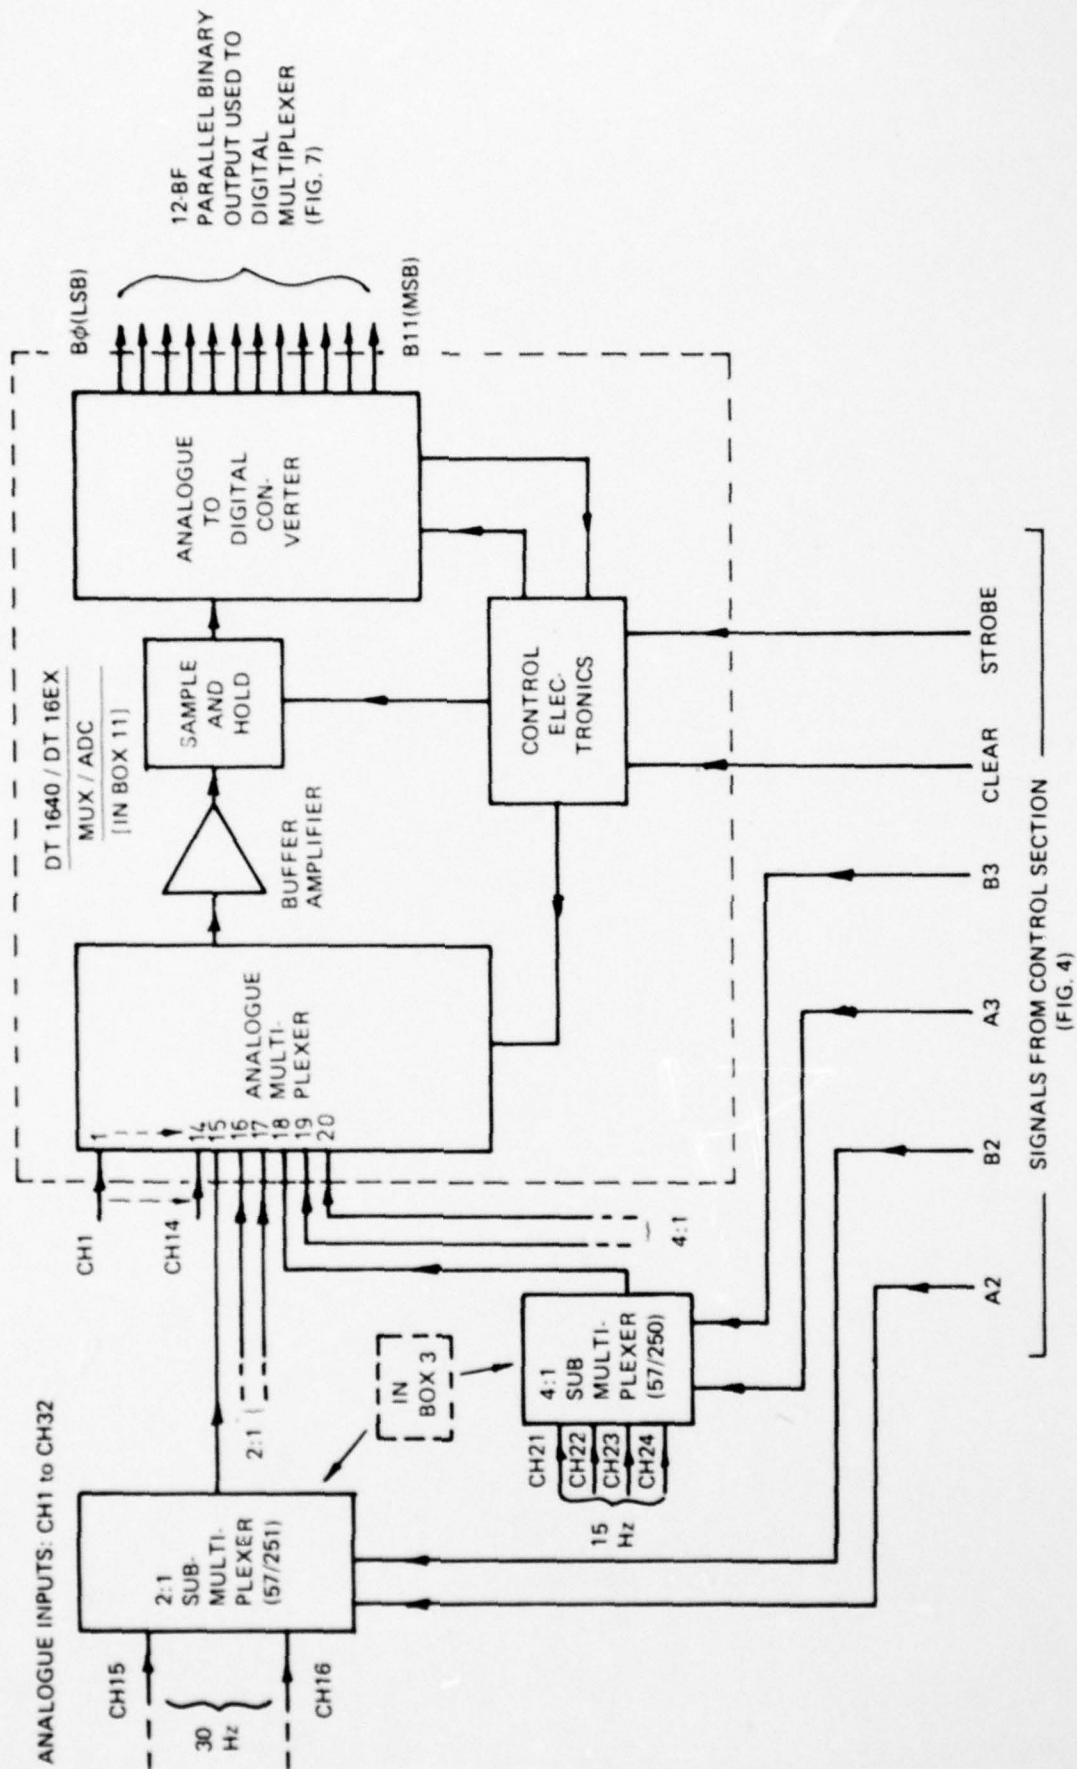 ANALOGUE INPUTS: CH1 to CH32
CH15
30
Hz
CH16
2:1
SUB-
MULTI-
PLEXER
(57/251)
IN
BOX 3
2:1
CH21
CH22
CH23
CH24
15
Hz
4:1
SUB
MULTI-
PLEXER
(57/250)
4:1
CH1
CH14
1
14
15
16
17
18
19
20
ANALOGUE
MULTI-
PLEXER
BUFFER
AMPLIFIER
DT 1640 / DT 16EX
MUX / ADC
[IN BOX 11]
SAMPLE
AND
HOLD
ANALOGUE
TO
DIGITAL
CON-
VERTER
CONTROL
ELEC-
TRONICS
Bϕ(LSB)
B11(MSB)
12-BF
PARALLEL BINARY
OUTPUT USED TO
DIGITAL
MULTIPLEXER
(FIG. 7)
A2
B2
A3
B3
CLEAR
STROBE
SIGNALS FROM CONTROL SECTION
(FIG. 4)